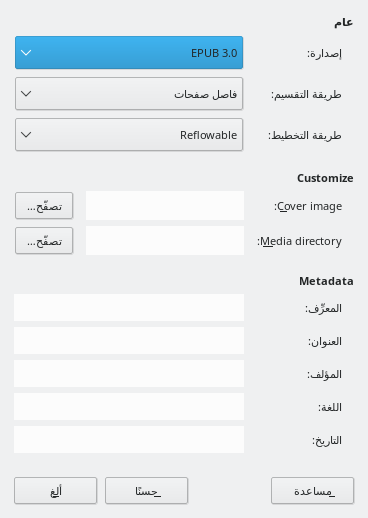 عام
إصدارة:
EPUB 3.0
طريقة التقسيم:
فاصل صفحات
طريقة التخطيط:
Reflowable
Customize
Cover image:
تصفّح...
Media directory:
تصفّح...
Metadata
المعرِّف:
العنوان:
المؤلف:
اللغة:
التاريخ:
مساعدة
حسنًا
ألغ